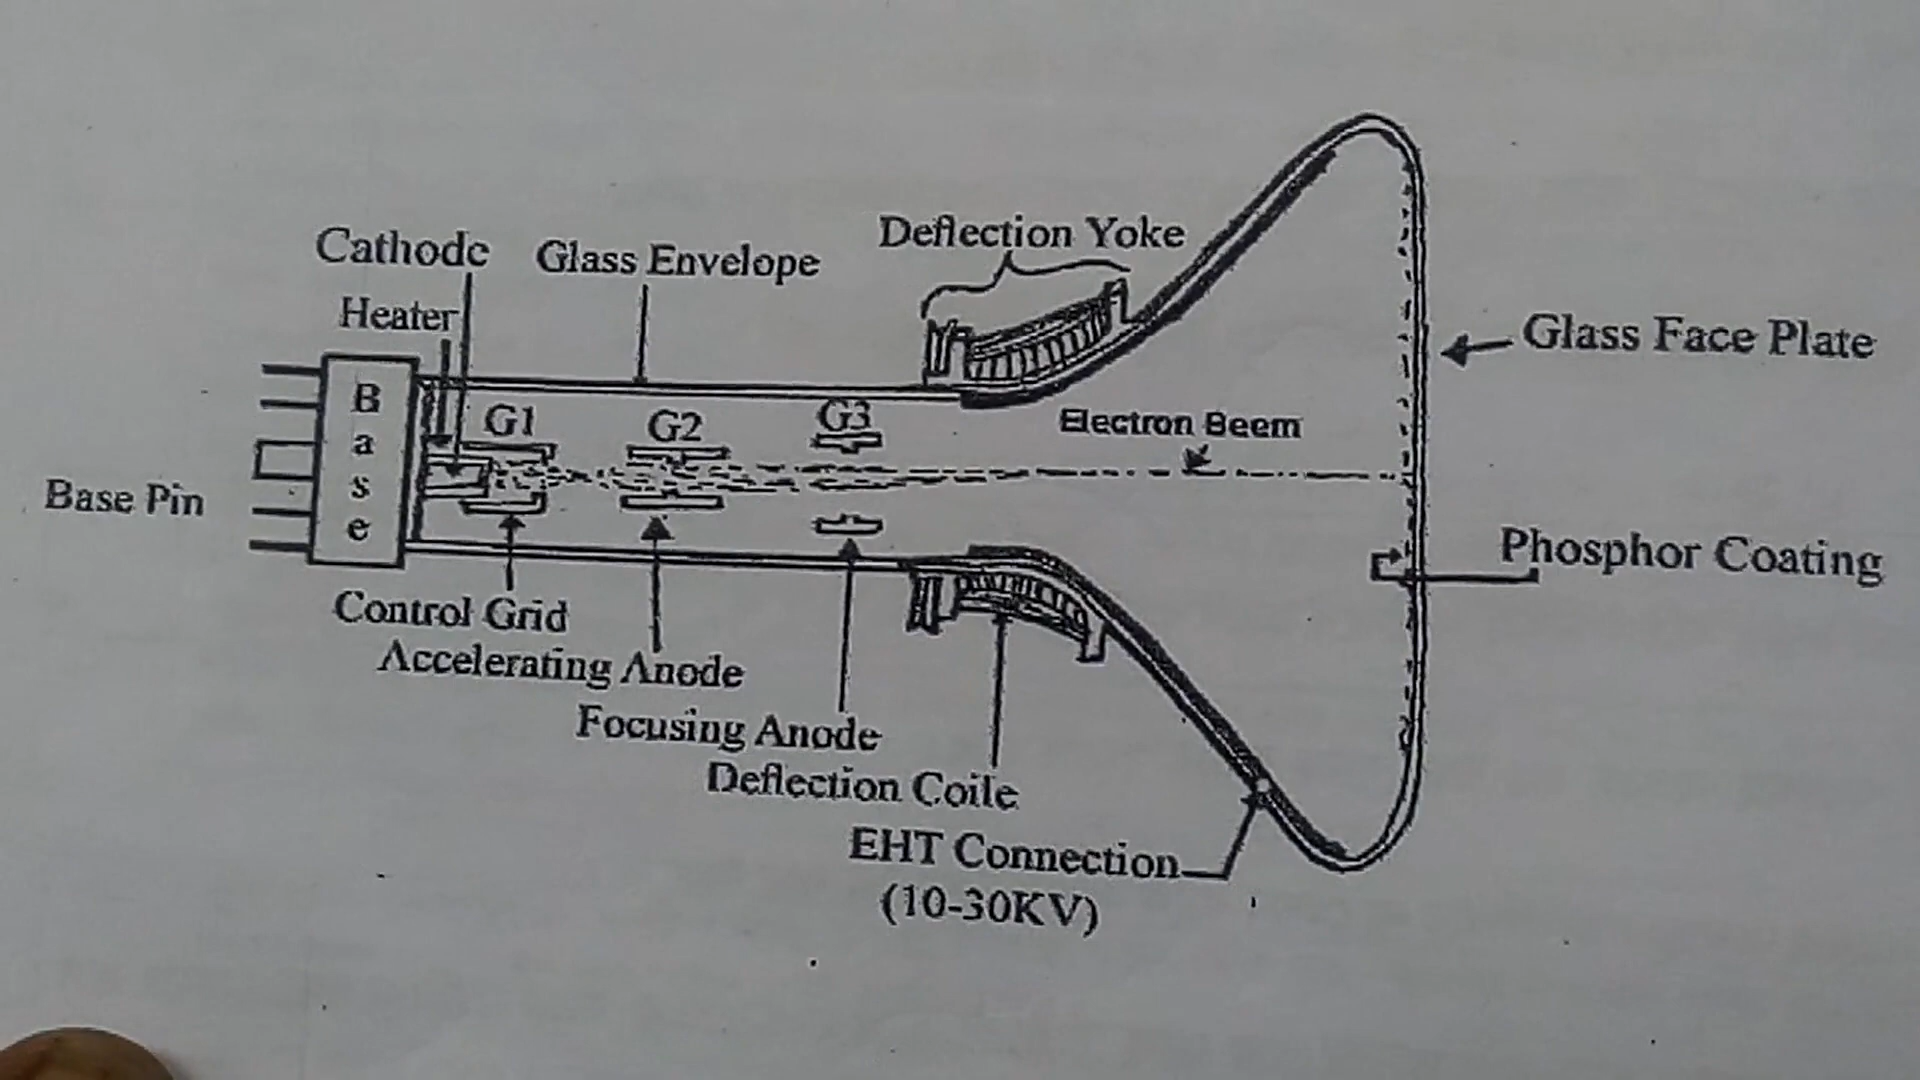 Deflection Yoke
Cathode
Glass Envelope
Heater
Glass Face Plate
Base
G1
G2
G3
Electron Beem
Base Pin
Phosphor Coating
Control Grid
Accelerating Anode
Focusing Anode
Deflection Coile
EHT Connection
(10-30KV)